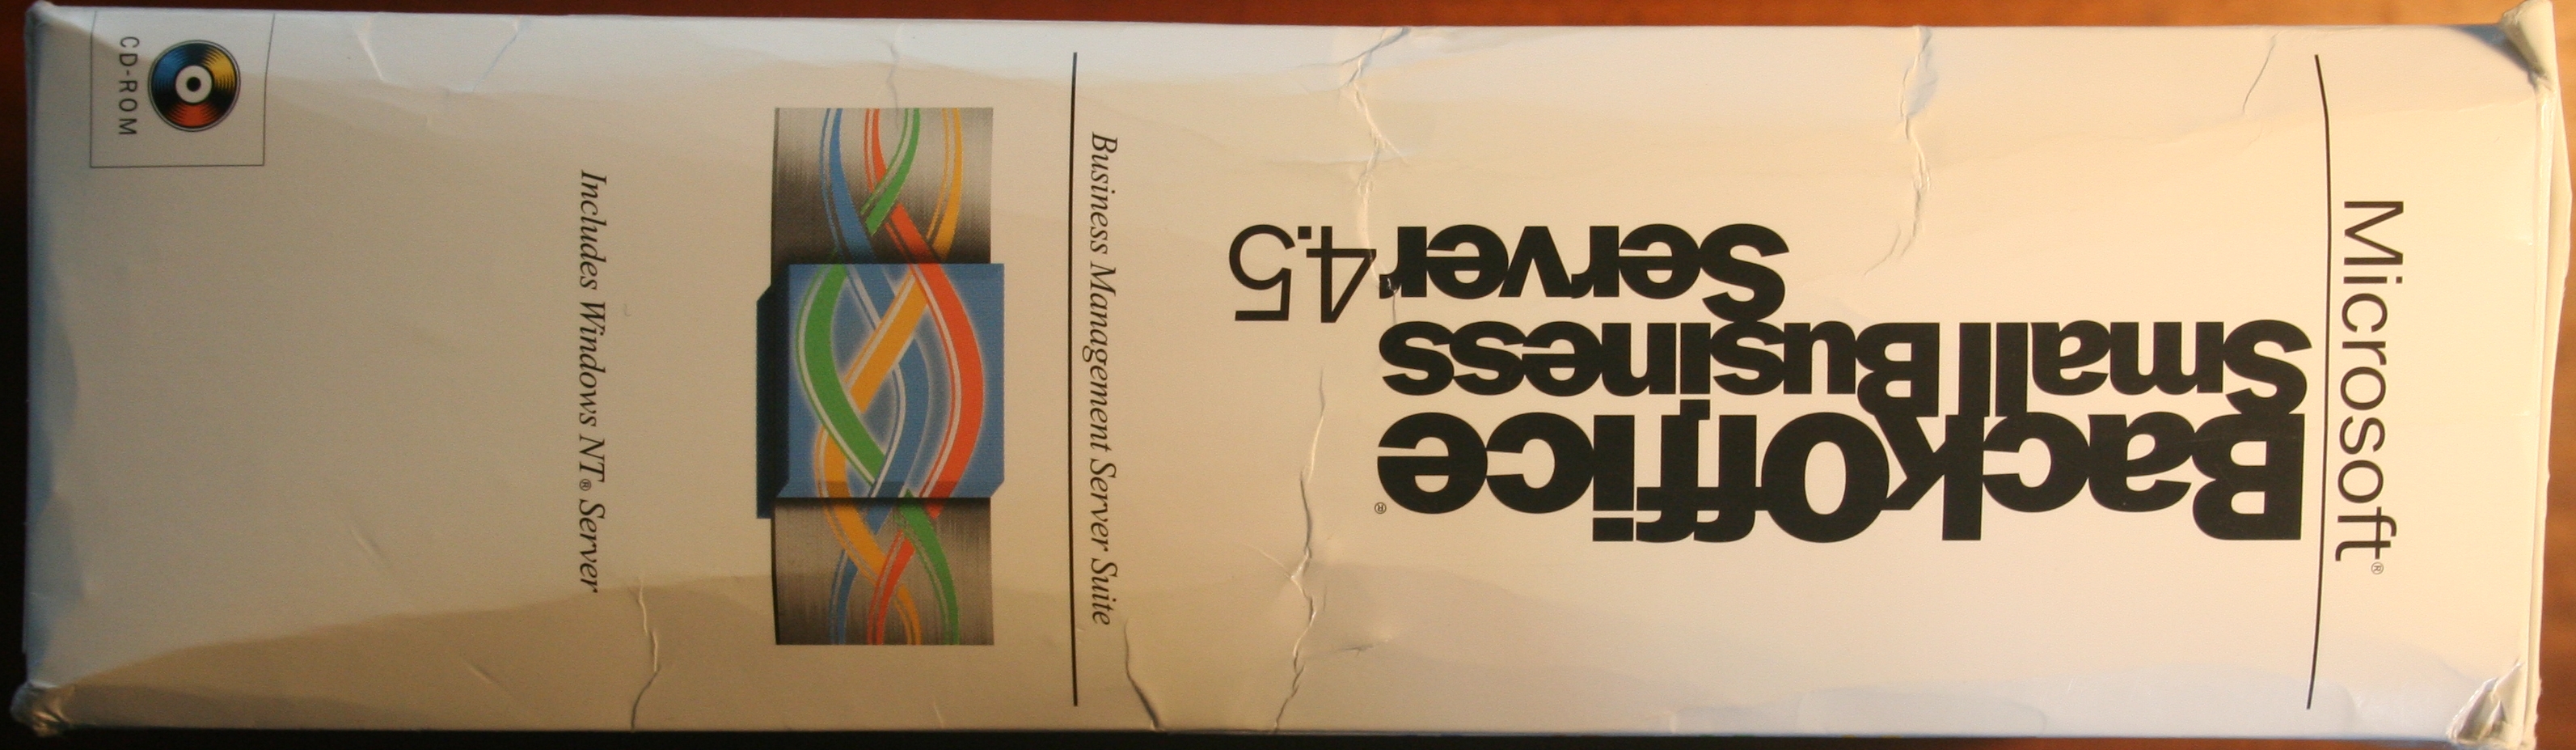 Microsoft®
BackOffice®
Small Business
Server 4.5
Business Management Server Suite
Includes Windows NT® Server
CD-ROM